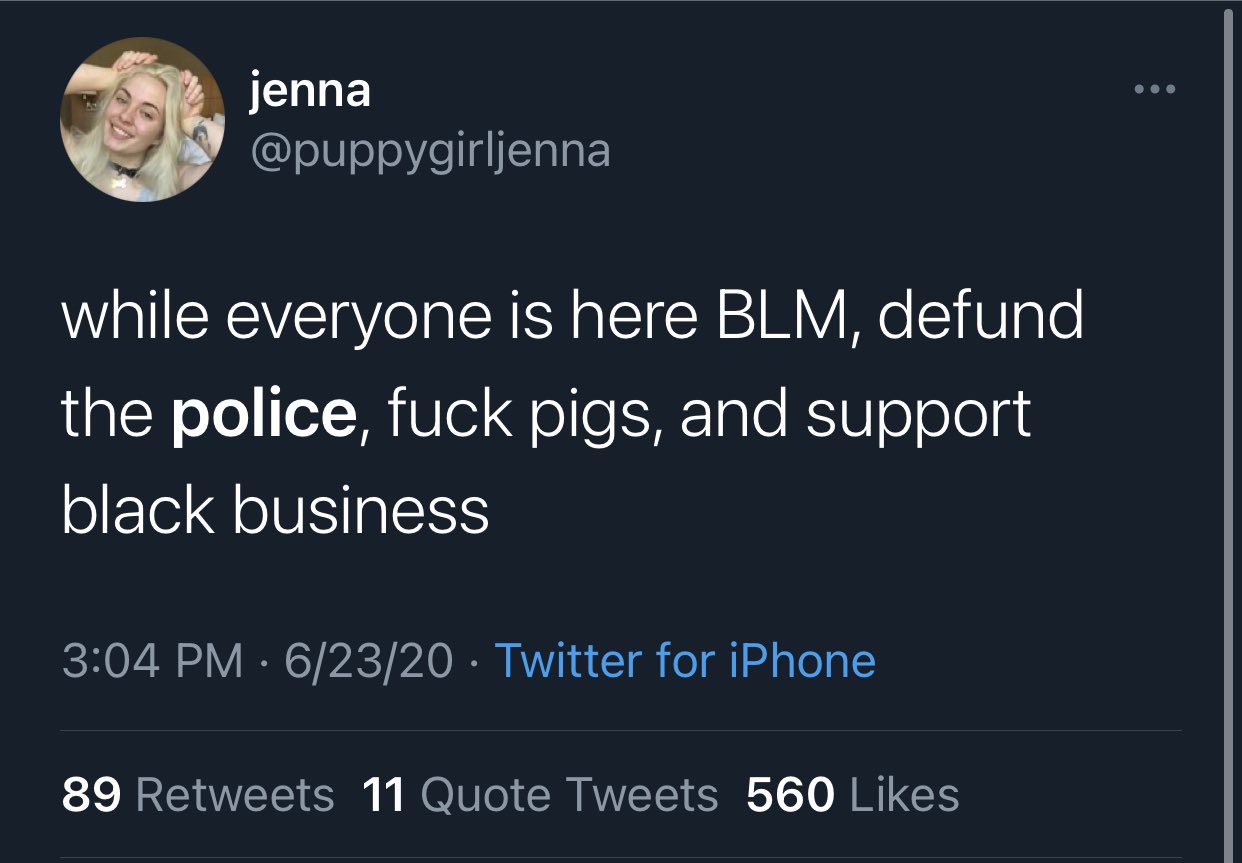 jenna
@puppygirljenna
while everyone is here BLM, defund
the police, fuck pigs, and support
black business
3:04 PM · 6/23/20 · Twitter for iPhone
89 Retweets 11 Quote Tweets 560 Likes